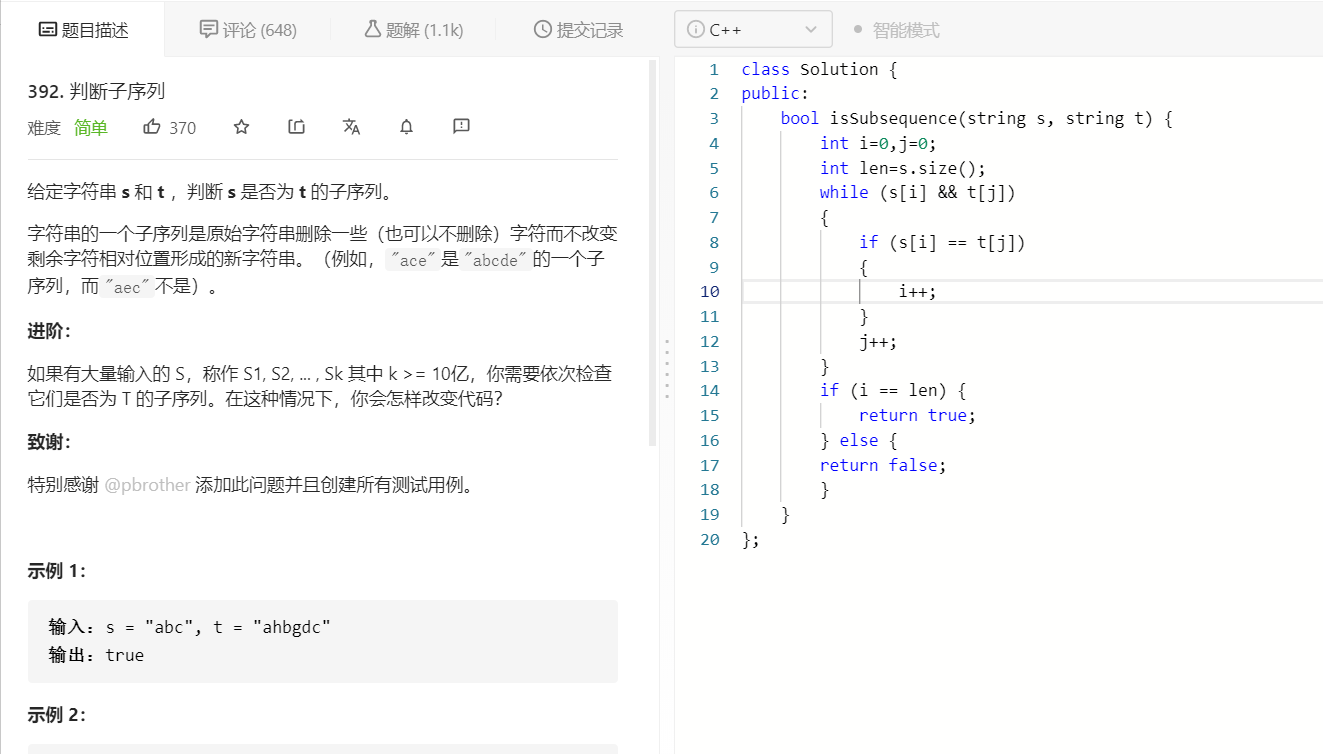 题目描述
评论 (648)
题解 (1.1k)
提交记录
C++
智能模式
392. 判断子序列
难度 简单 370
给定字符串 s 和 t ，判断 s 是否为 t 的子序列。
字符串的一个子序列是原始字符串删除一些（也可以不删除）字符而不改变
剩余字符相对位置形成的新字符串。（例如，"ace"是"abcde"的一个子
序列，而"aec"不是）。
进阶：
如果有大量输入的 S，称作 S1, S2, ... , Sk 其中 k >= 10亿，你需要依次检查
它们是否为 T 的子序列。在这种情况下，你会怎样改变代码？
致谢：
特别感谢 @pbrother 添加此问题并且创建所有测试用例。
示例 1：
输入：s = "abc", t = "ahbgdc"
输出：true
示例 2：
1 class Solution {
2 public:
3     bool isSubsequence(string s, string t) {
4         int i=0,j=0;
5         int len=s.size();
6         while (s[i] && t[j])
7         {
8             if (s[i] == t[j])
9             {
10                 i++;
11             }
12             j++;
13         }
14         if (i == len) {
15             return true;
16         } else {
17         return false;
18         }
19     }
20 };